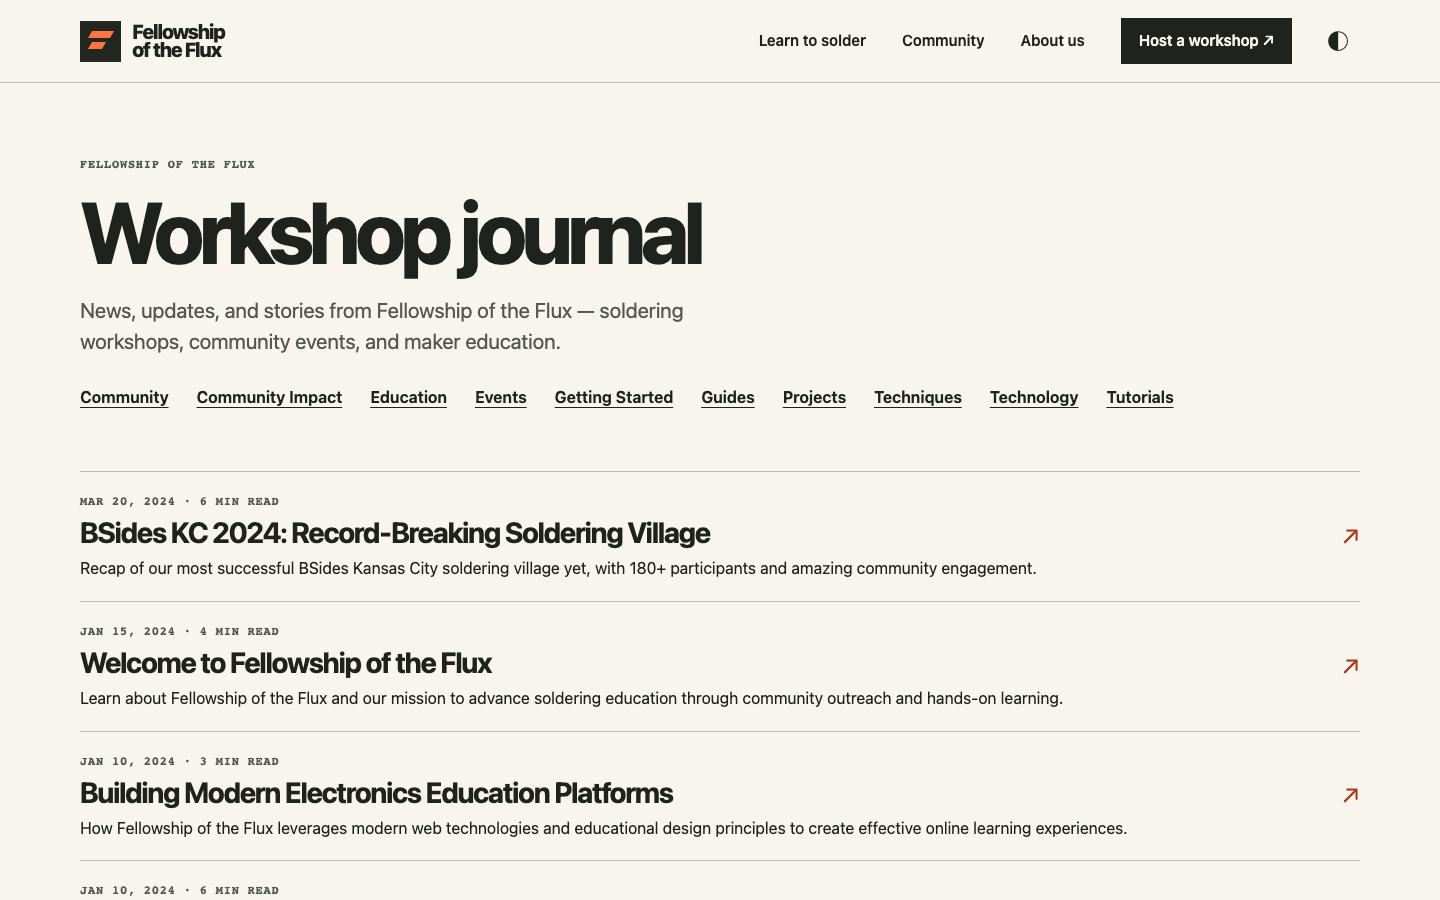 Fellowship
of the Flux
Learn to solder
Community
About us
Host a workshop ↗
FELLOWSHIP OF THE FLUX
Workshop journal
News, updates, and stories from Fellowship of the Flux — soldering
workshops, community events, and maker education.
Community Community Impact Education Events Getting Started Guides Projects Techniques Technology Tutorials
MAR 20, 2024 · 6 MIN READ
BSides KC 2024: Record-Breaking Soldering Village
Recap of our most successful BSides Kansas City soldering village yet, with 180+ participants and amazing community engagement.
JAN 15, 2024 · 4 MIN READ
Welcome to Fellowship of the Flux
Learn about Fellowship of the Flux and our mission to advance soldering education through community outreach and hands-on learning.
JAN 10, 2024 · 3 MIN READ
Building Modern Electronics Education Platforms
How Fellowship of the Flux leverages modern web technologies and educational design principles to create effective online learning experiences.
JAN 10, 2024 · 6 MIN READ